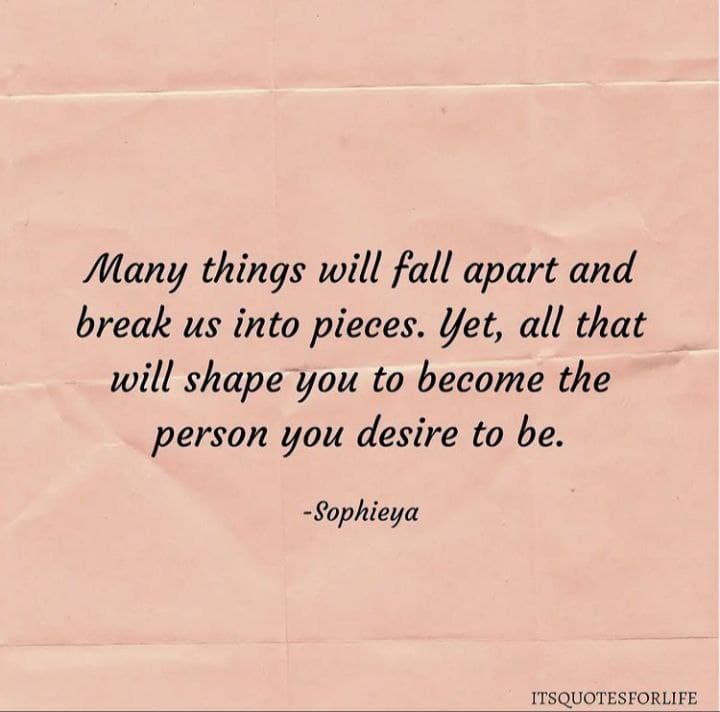 Many things will fall apart and
break us into pieces. Yet, all that
will shape you to become the
person you desire to be.
-Sophieya
ITSQUOTESFORLIFE